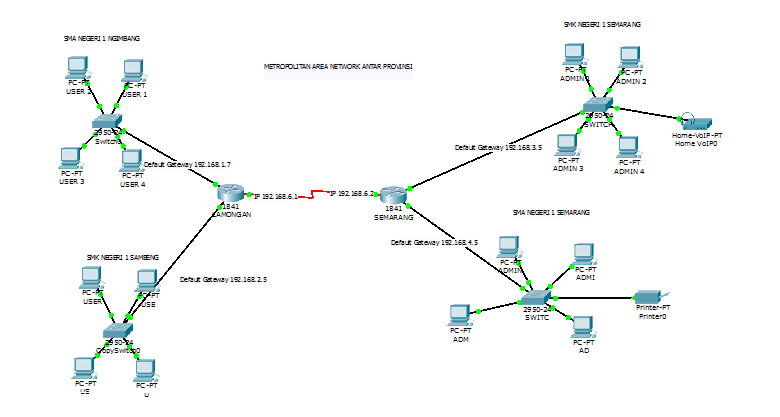 SMA NEGERI 1 NGIMBANG
SMK NEGERI 1 SEMARANG
METROPOLITAN AREA NETWORK ANTAR PROVINSI
PC-PT
USER 2
PC-PT
USER 1
2950-24
PC-PT
USER 3
PC-PT
USER 4
Defaut Gateway 192.168.1.7
PC-PT
ADMIN 1
PC-PT
ADMIN 2
2950-24
SWITCH
Home-VoIP-PT
Home VoIP0
PC-PT
ADMIN 3
PC-PT
ADMIN 4
Defaut Gateway 192.168.3.5
1841
LAMONGAN
IP 192.168.6.1
IP 192.168.6.2
1841
SEMARANG
SMA NEGERI 1 SEMARANG
Defaut Gateway 192.168.4.5
PC-PT
ADMIN
PC-PT
ADMI
2950-24
SWITC
Printer-PT
Printer0
PC-PT
ADM
PC-PT
AD
SMK NEGERI 1 SAMBENG
Defaut Gateway 192.168.2.5
PC-PT
USER
PC-PT
USE
2950-24
CopySwitch0
PC-PT
US
PC-PT
U